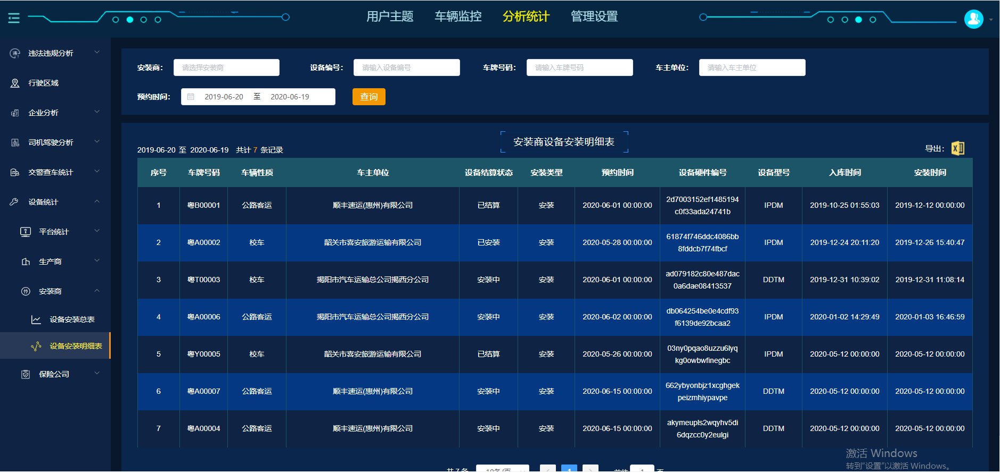 用户主题 车辆监控 分析统计 管理设置
违法违规分析
行驶区域
企业分析
司机驾驶分析
交警查车统计
设备统计
平台统计
生产商
安装商
设备安装总表
设备安装明细表
保险公司
安装商: 请选择安装商 设备编号: 请输入设备编号 车牌号码: 请输入车牌号码 车主单位: 请输入车主单位
预约时间: 2019-06-20 至 2020-06-19 查询
安装商设备安装明细表
2019-06-20 至 2020-06-19 共计 7 条记录 导出:
序号 车牌号码 车辆性质 车主单位 设备结算状态 安装类型 预约时间 设备硬件编号 设备型号 入库时间 安装时间
1 粤B00001 公路客运 顺丰速运(惠州)有限公司 已结算 安装 2020-06-01 00:00:00 2d7003152ef1485194c0f33ada24741b IPDM 2019-10-25 01:55:03 2019-12-12 00:00:00
2 粤A00002 校车 韶关市喜安旅游运输有限公司 已安装 安装 2020-05-28 00:00:00 61874f746ddc4086bb8fddcb7f74fbcf IPDM 2019-12-24 20:11:20 2019-12-26 15:40:47
3 粤T00003 校车 揭阳市汽车运输总公司揭西分公司 安装中 安装 2020-06-01 00:00:00 ad079182c80e487dac0a6dae08413537 DDTM 2019-12-31 10:39:02 2019-12-31 11:08:14
4 粤A00006 公路客运 揭阳市汽车运输总公司揭西分公司 安装中 安装 2020-06-02 00:00:00 db064254be0e4cdf93f6139de92bcaa2 IPDM 2020-01-02 14:29:49 2020-01-03 16:46:59
5 粤Y00005 校车 韶关市喜安旅游运输有限公司 已结算 安装 2020-05-26 00:00:00 03ny0pqao8uzzu6lyqkg0owbwfinegbc IPDM 2020-05-12 00:00:00 2020-05-12 00:00:00
6 粤A00007 公路客运 顺丰速运(惠州)有限公司 安装中 安装 2020-06-15 00:00:00 662ybyonbjz1xcghgekpeizmhiypavpe DDTM 2020-05-12 00:00:00 2020-05-12 00:00:00
7 粤A00004 公路客运 顺丰速运(惠州)有限公司 安装中 安装 2020-06-15 00:00:00 akymeupls2wqyhv5di6dqzcc0y2eulgi DDTM 2020-05-12 00:00:00 2020-05-12 00:00:00
共 7 条 10条/页 1 前往 1 页
激活 Windows
转到"设置"以激活 Windows。